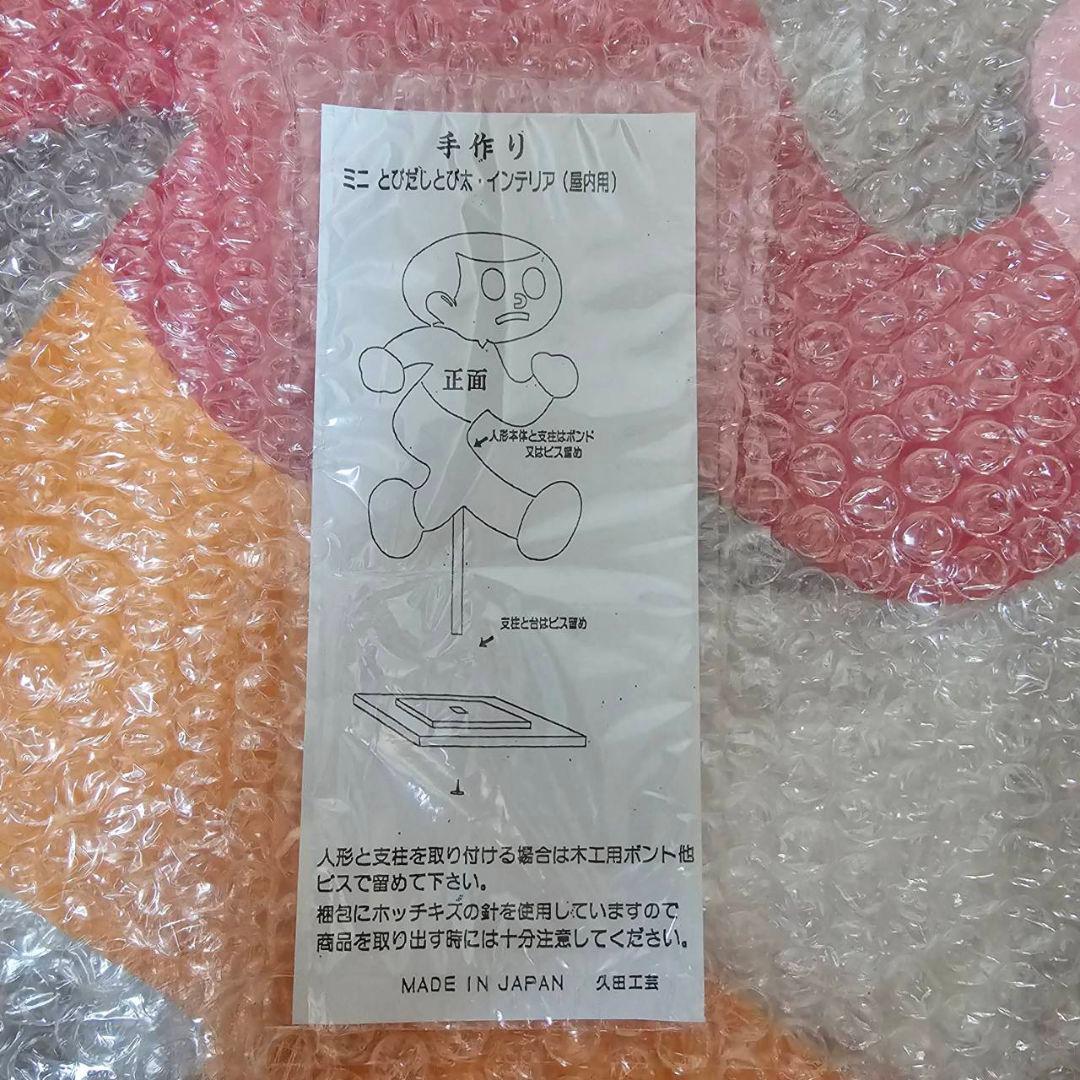 手作り
ミニ とびだしとび太・インテリア（屋内用）
正面
人形本体と支柱はボンド
又はビス留め
支柱と台はビス留め
人形と支柱を取り付ける場合は木工用ボント他
ビスで留めて下さい。
梱包にホッチキスの針を使用していますので
商品を取り出す時には十分注意してください。
MADE IN JAPAN 久田工芸